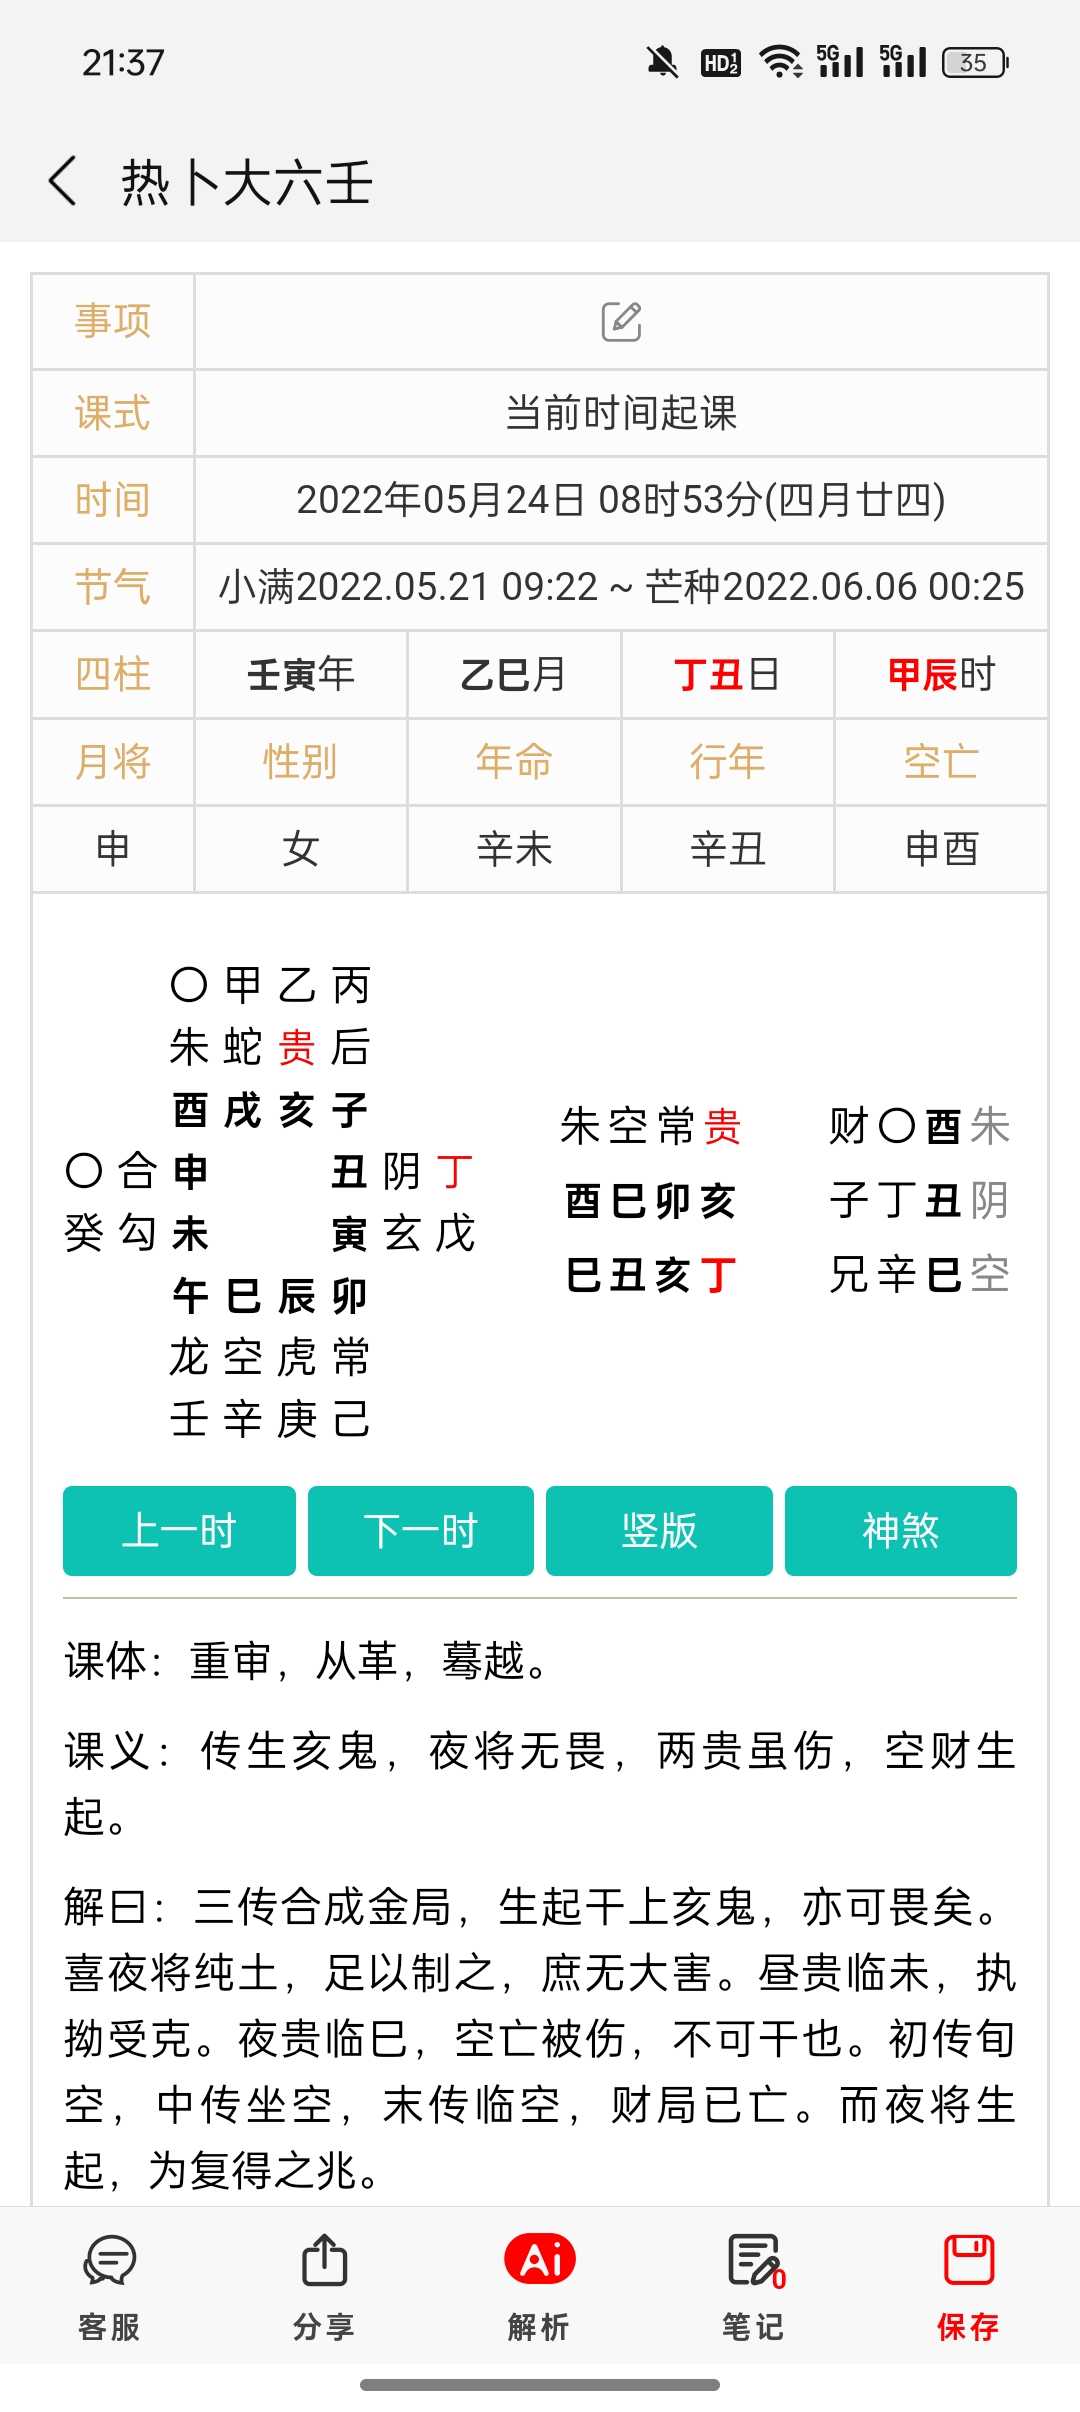 21:37 HD 1 2 5G 5G 35
热卜大六壬
事项
课式 当前时间起课
时间 2022年05月24日 08时53分(四月廿四)
节气 小满2022.05.21 09:22 ~ 芒种2022.06.06 00:25
四柱 壬寅年 乙巳月 丁丑日 甲辰时
月将 性别 年命 行年 空亡
申 女 辛未 辛丑 申酉
〇 甲 乙 丙
朱 蛇 贵 后
酉 戌 亥 子
朱 空 常 贵 财 〇 酉 朱
〇 合 申 丑 阴 丁
酉 巳 卯 亥 子 丁 丑 阴
癸 勾 未 寅 玄 戊
巳 丑 亥 丁 兄 辛 巳 空
午 巳 辰 卯
龙 空 虎 常
壬 辛 庚 己
上一时 下一时 竖版 神煞
课体：重审，从革，蓦越。
课义：传生亥鬼，夜将无畏，两贵虽伤，空财生
起。
解曰：三传合成金局，生起干上亥鬼，亦可畏矣。
喜夜将纯土，足以制之，庶无大害。昼贵临未，执
拗受克。夜贵临巳，空亡被伤，不可干也。初传旬
空，中传坐空，末传临空，财局已亡。而夜将生
起，为复得之兆。
客服 分享 Ai 解析 0 笔记 保存